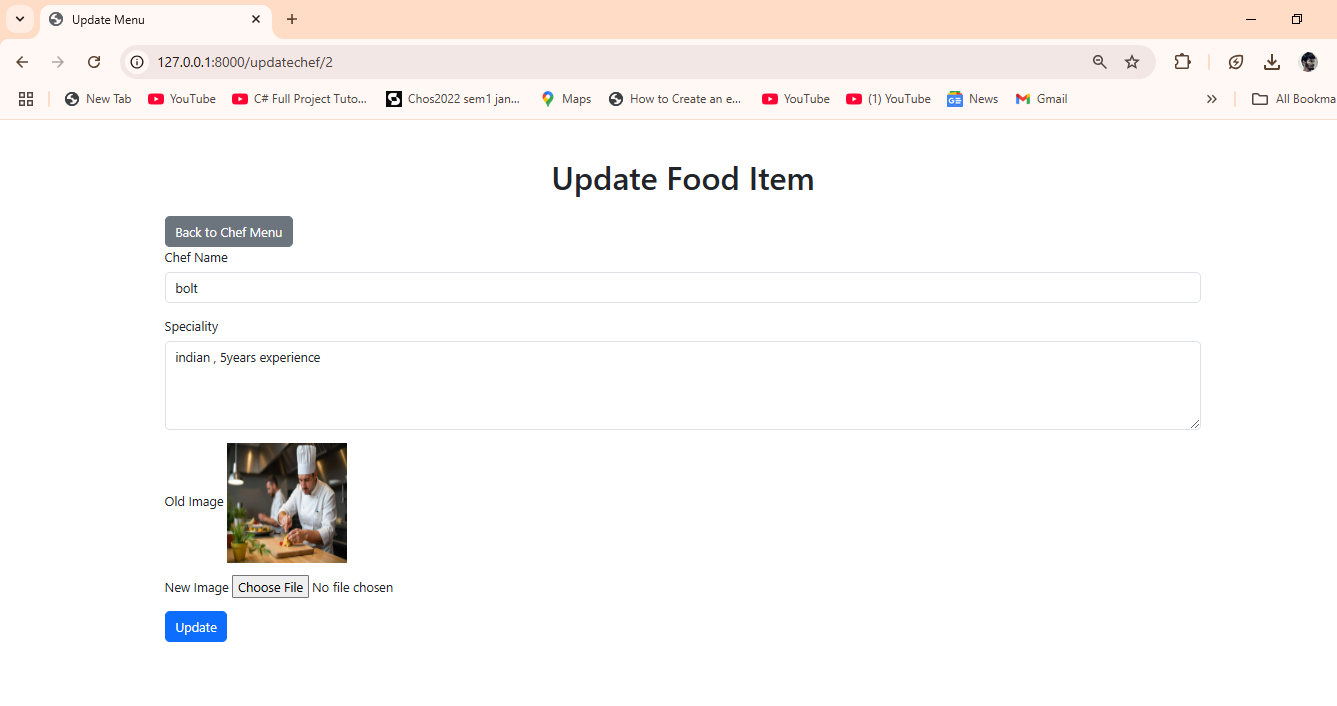 Update Menu
127.0.0.1:8000/updatechef/2
New Tab YouTube C# Full Project Tuto... Chos2022 sem1 jan... Maps How to Create an e... YouTube (1) YouTube News Gmail » All Bookma
Update Food Item
Back to Chef Menu
Chef Name
bolt
Speciality
indian , 5years experience
Old Image
New Image Choose File No file chosen
Update